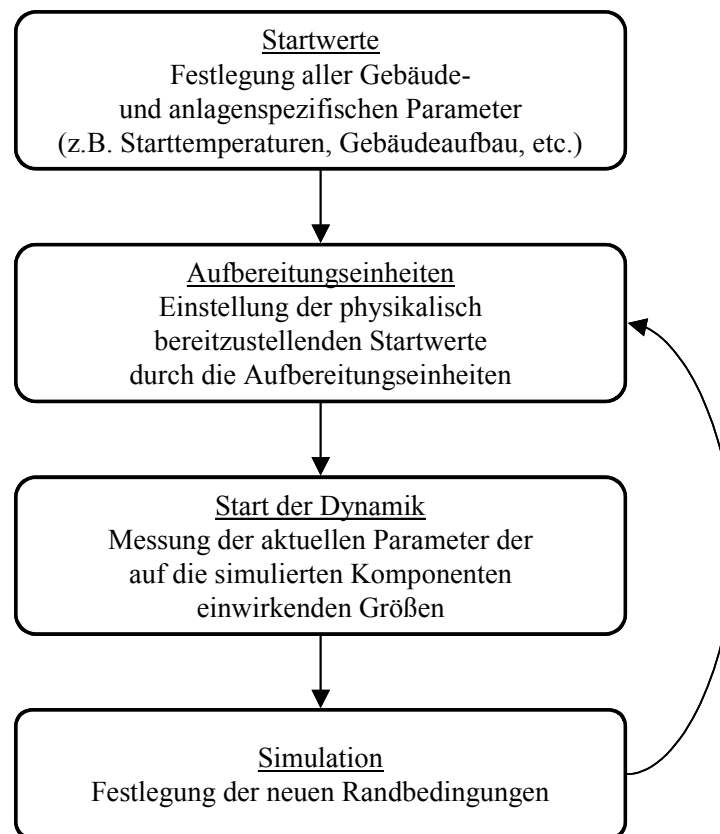 Startwerte
Festlegung aller Gebäude-
und anlagenspezifischen Parameter
(z.B. Starttemperaturen, Gebäudeaufbau, etc.)
Aufbereitungseinheiten
Einstellung der physikalisch
bereitzustellenden Startwerte
durch die Aufbereitungseinheiten
Start der Dynamik
Messung der aktuellen Parameter der
auf die simulierten Komponenten
einwirkenden Größen
Simulation
Festlegung der neuen Randbedingungen